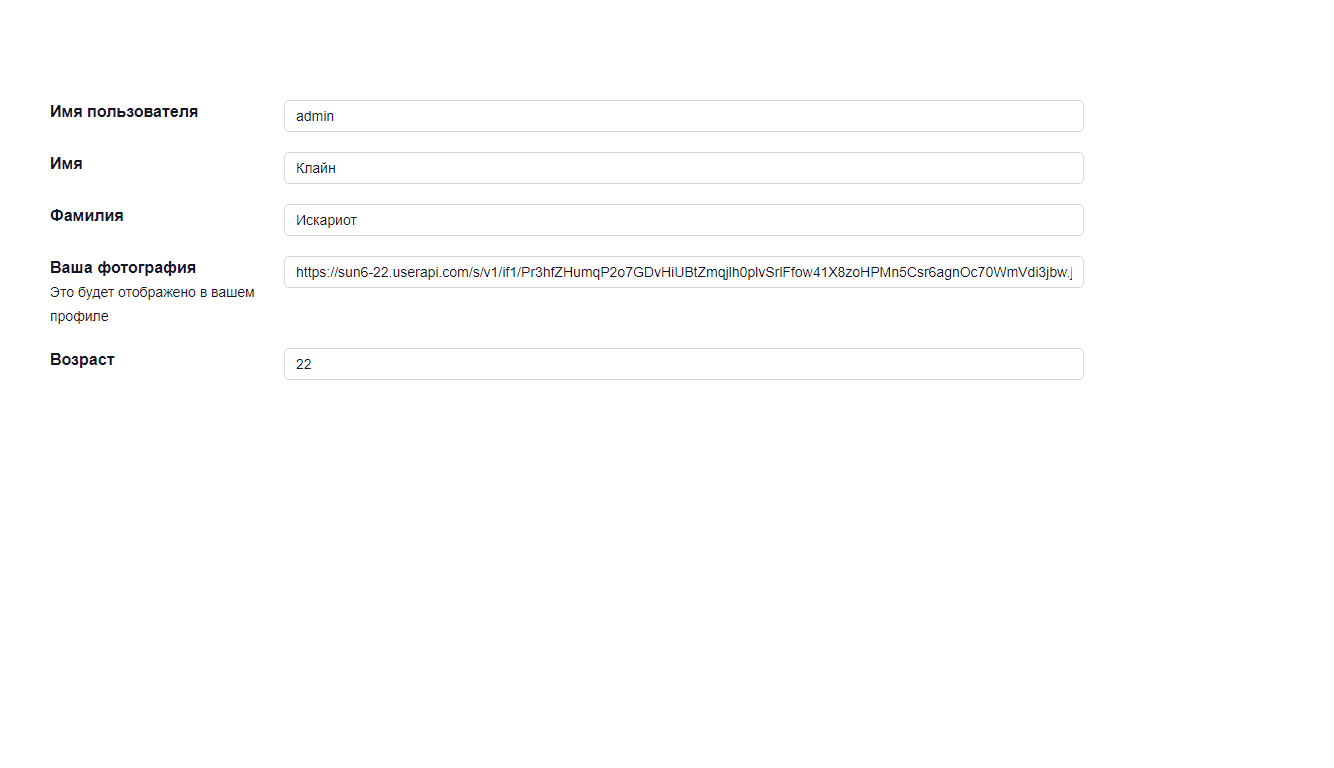 Имя пользователя
admin
Имя
Клайн
Фамилия
Искариот
Ваша фотография
Это будет отображено в вашем
профиле
https://sun6-22.userapi.com/s/v1/if1/Pr3hfZHumqP2o7GDvHiUBtZmqjlh0plvSrlFfow41X8zoHPMn5Csr6agnOc70WmVdi3jbw.j
Возраст
22